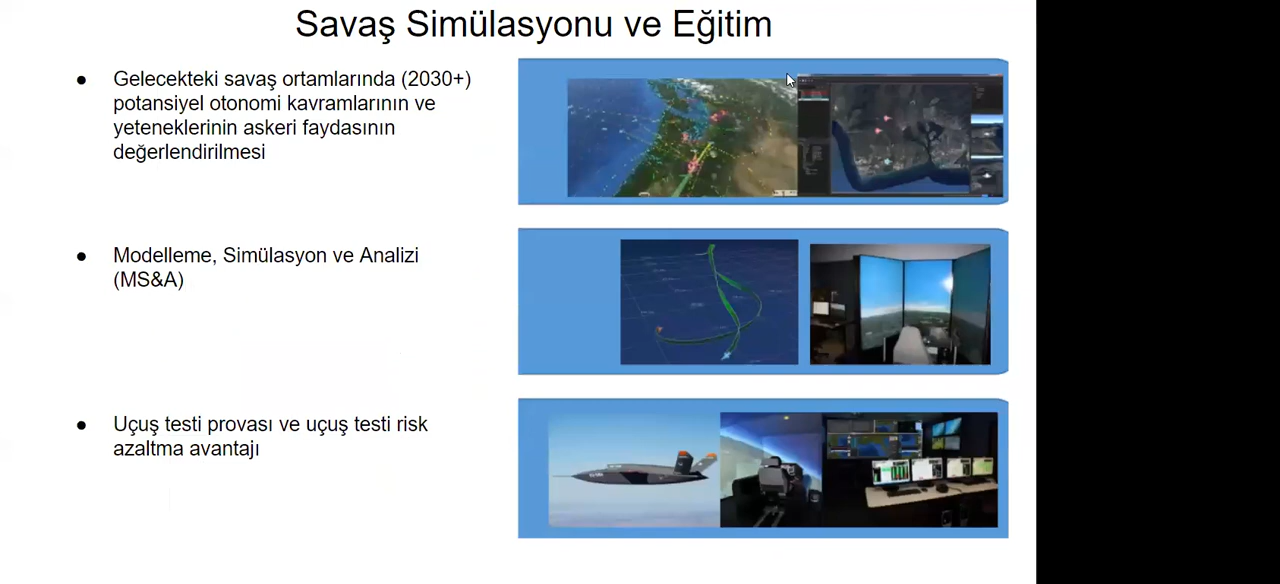 Savaş Simülasyonu ve Eğitim
● Gelecekteki savaş ortamlarında (2030+)
potansiyel otonomi kavramlarının ve
yeteneklerinin askeri faydasının
değerlendirilmesi
● Modelleme, Simülasyon ve Analizi
(MS&A)
● Uçuş testi provası ve uçuş testi risk
azaltma avantajı